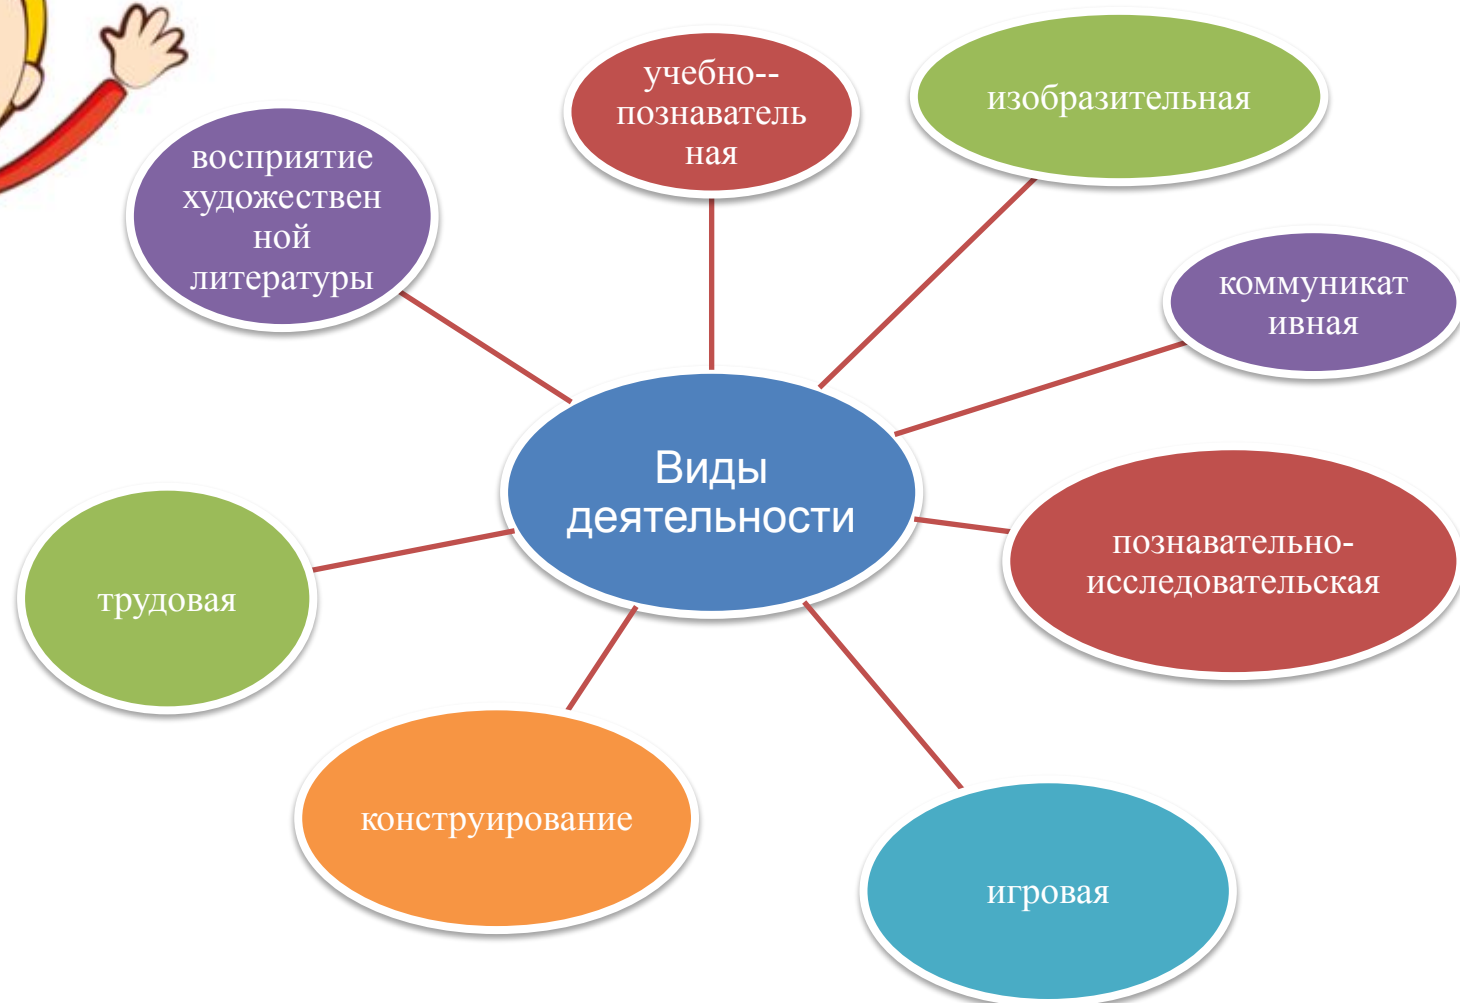 учебно--
познаватель
ная
изобразительная
восприятие
художествен
ной
литературы
коммуникат
ивная
Виды
деятельности
познавательно-
исследовательская
трудовая
конструирование
игровая